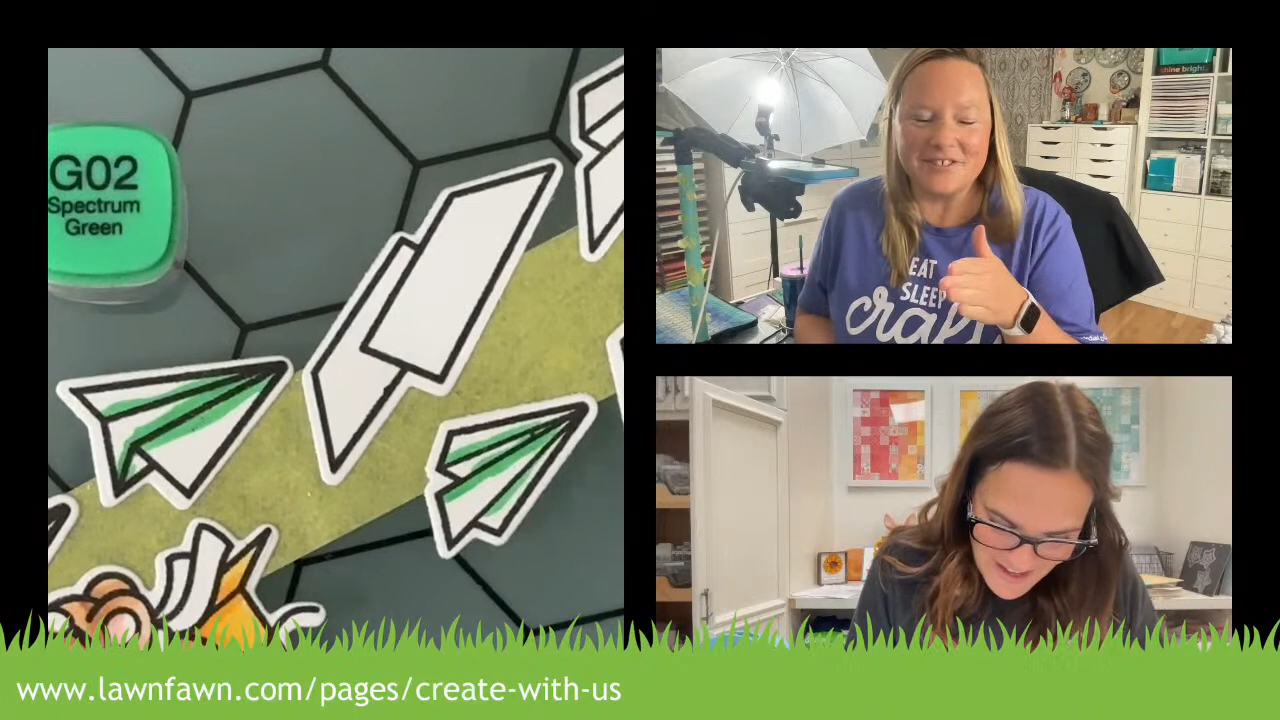 G02
Spectrum
Green
shine bright
EAT
SLEEP
craft
www.lawnfawn.com/pages/create-with-us